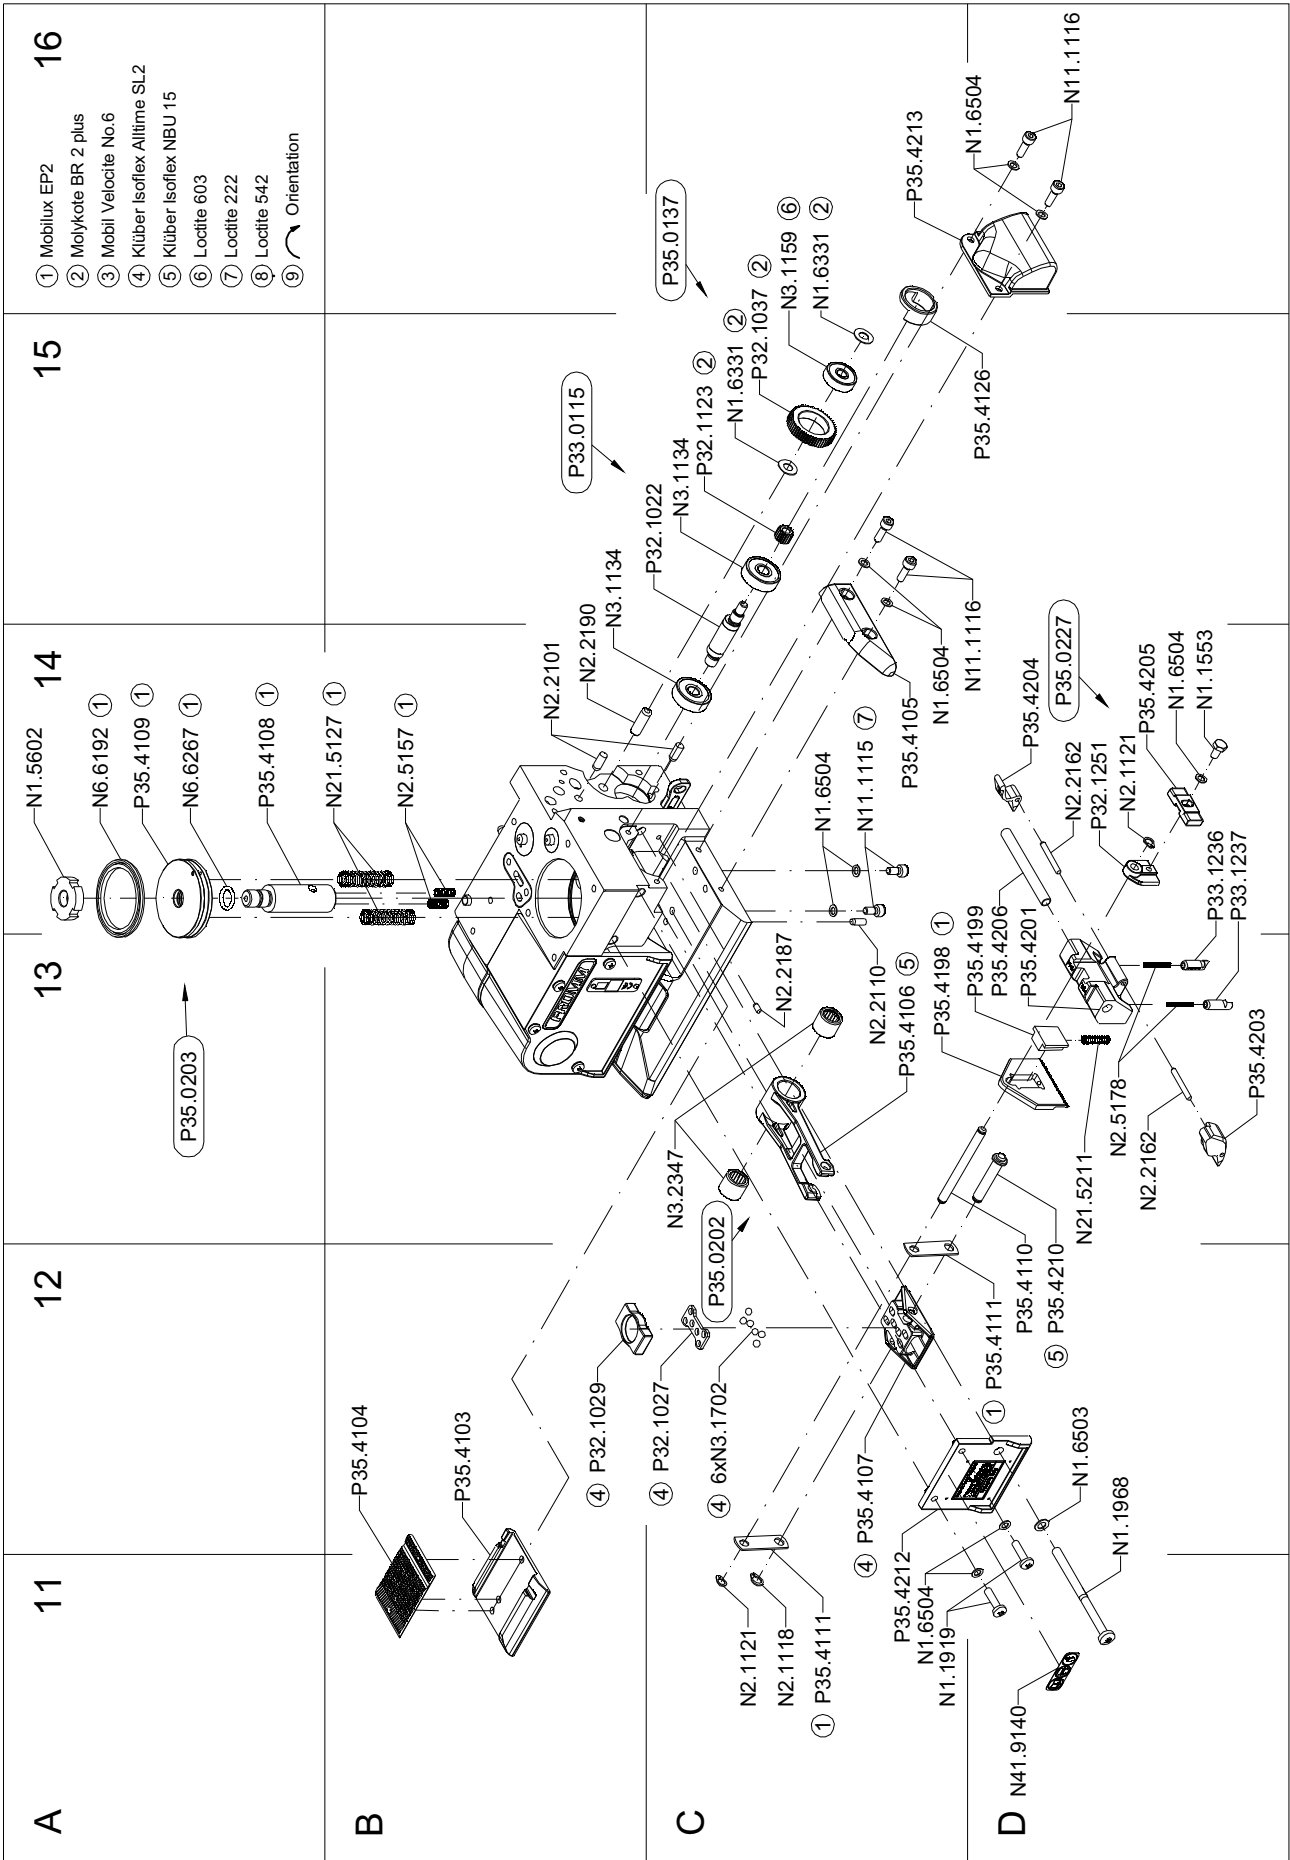 A
B
C
D
11
12
13
14
15
16
① Mobilux EP2
② Molykote BR 2 plus
③ Mobil Velocite No.6
④ Klüber Isoflex Alltime SL2
⑤ Klüber Isoflex NBU 15
⑥ Loctite 603
⑦ Loctite 222
⑧ Loctite 542
⑨ Orientation
N1.5602
N6.6192 ①
P35.4109 ①
N6.6267 ①
P35.4108 ①
N21.5127 ①
N2.5157 ①
P35.0203
P35.4104
P35.4103
FROMM
N2.2101
N2.2190
N3.1134
P32.1022
N3.1134
P32.1123 ②
N1.6331 ②
P32.1037 ②
N3.1159 ⑥
N1.6331 ②
P33.0115
P35.0137
④ P32.1029
④ P32.1027
④ 6xN3.1702
P35.0202
N3.2347
N2.2187
N2.2110
P35.4106 ⑤
N1.6504
N11.1115 ⑦
P35.4105
N1.6504
N11.1116
P35.4126
P35.4213
N1.6504
N11.1116
N2.1121
N2.1118
① P35.4111
④ P35.4107
P35.4212
N1.6504
N1.1919
N41.9140
N1.1968
N1.6503
① P35.4111
P35.4110
⑤ P35.4210
P35.4198 ①
P35.4199
P35.4206
P35.4201
N21.5211
N2.5178
N2.2162
P35.4203
P33.1236
P33.1237
N2.1121
P32.1251
N2.2162
P35.4204
P35.0227
P35.4205
N1.6504
N1.1553